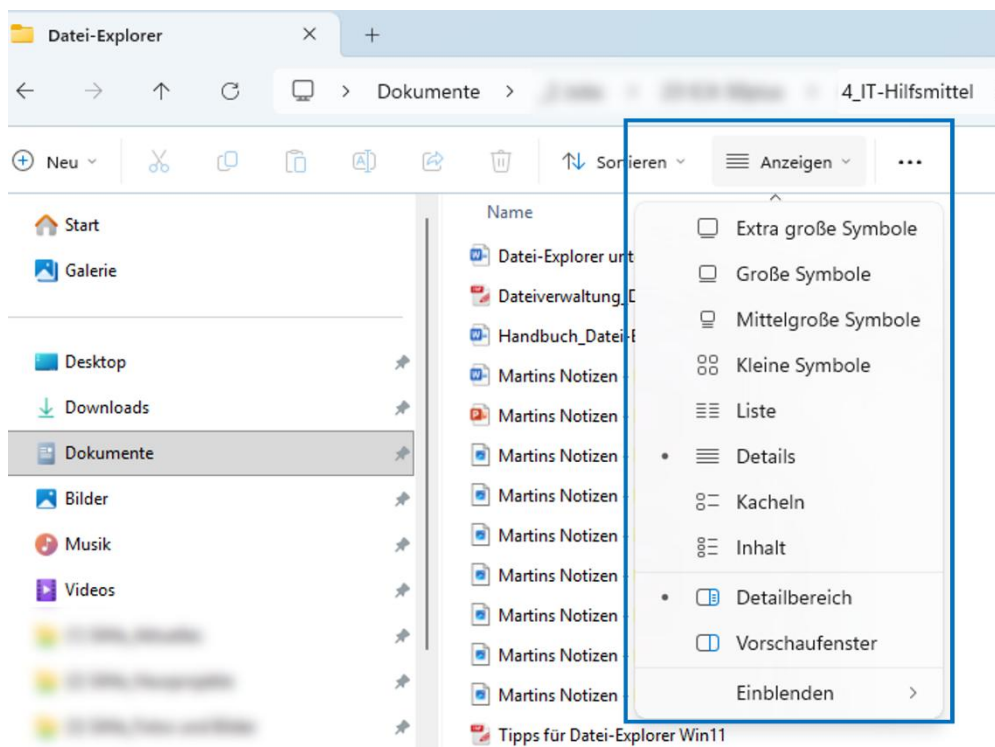 Datei-Explorer
Dokumente > 4_IT-Hilfsmittel
Neu Sortieren Anzeigen ...
Start
Galerie
Desktop
Downloads
Dokumente
Bilder
Musik
Videos
Name
Datei-Explorer unt
Dateiverwaltung_D
Handbuch_Datei-E
Martins Notizen
Martins Notizen
Martins Notizen
Martins Notizen
Martins Notizen
Martins Notizen
Martins Notizen
Martins Notizen
Martins Notizen
Tipps für Datei-Explorer Win11
Extra große Symbole
Große Symbole
Mittelgroße Symbole
Kleine Symbole
Liste
Details
Kacheln
Inhalt
Detailbereich
Vorschaufenster
Einblenden